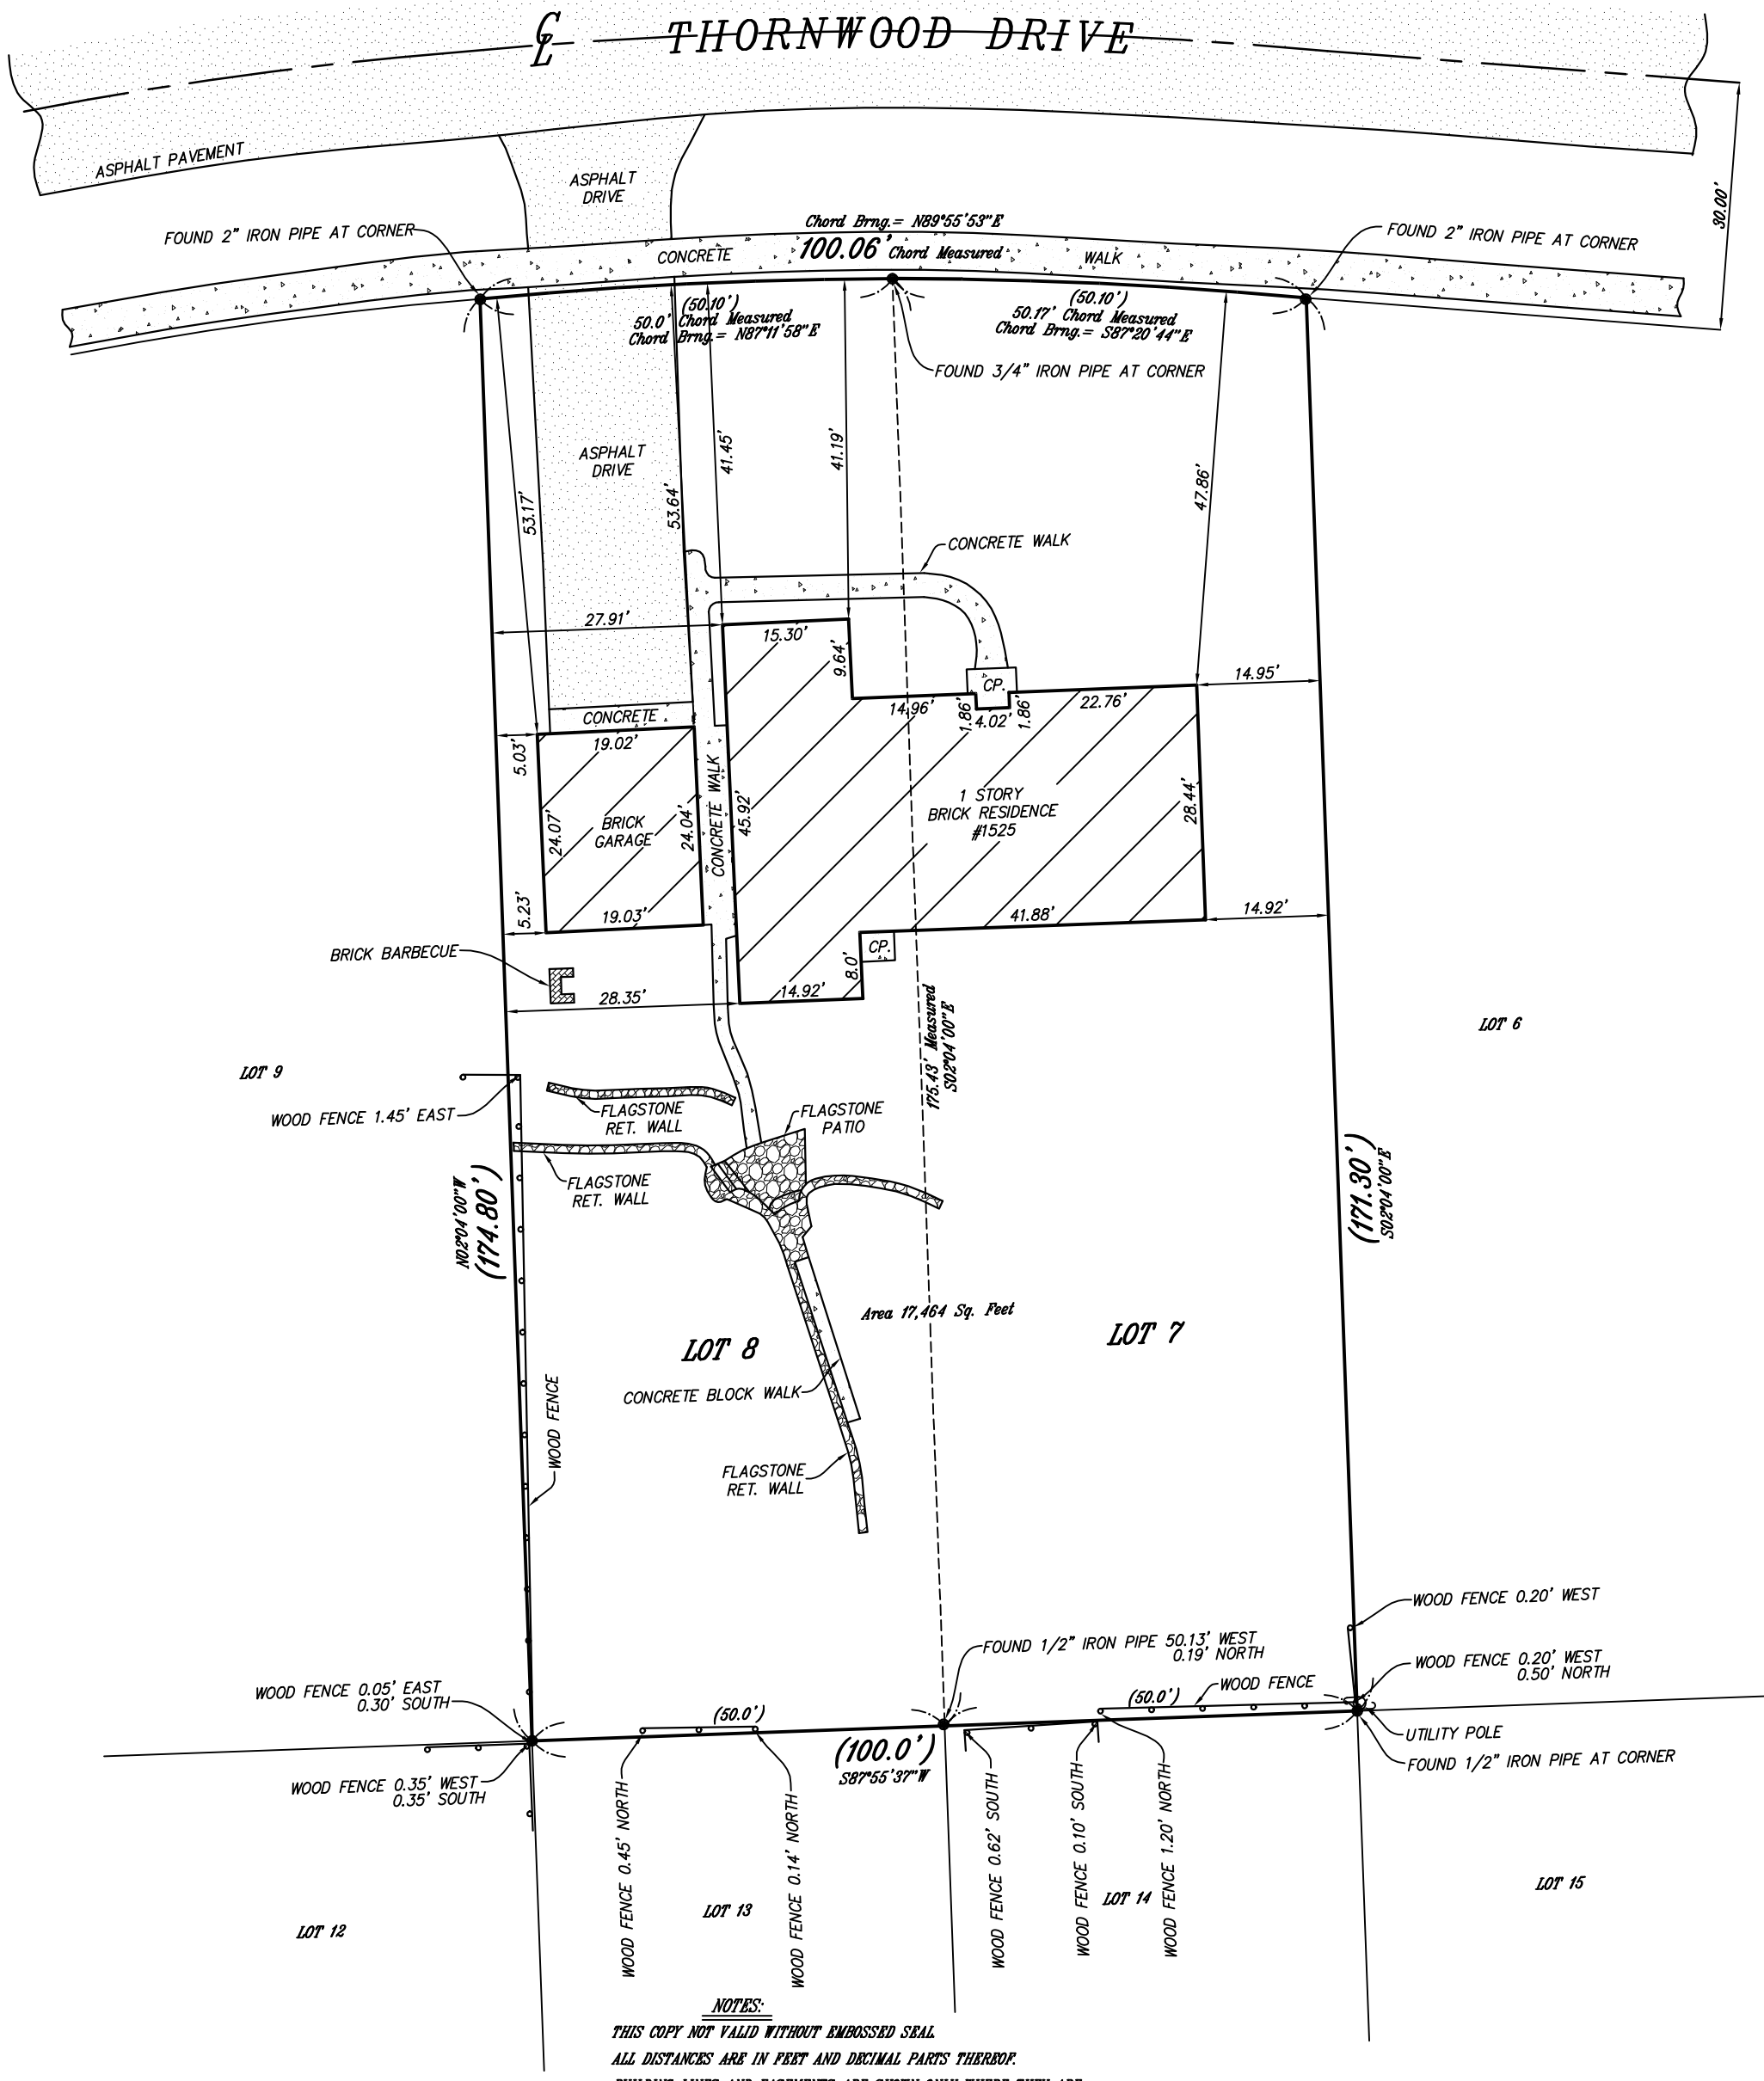 CL THORNWOOD DRIVE
ASPHALT PAVEMENT
ASPHALT
DRIVE
30.00'
FOUND 2" IRON PIPE AT CORNER
Chord Brng.= N89°55'53"E
100.06' Chord Measured
CONCRETE
WALK
FOUND 2" IRON PIPE AT CORNER
(50.10')
50.0' Chord Measured
Chord Brng.= N87°11'58"E
(50.10')
50.17' Chord Measured
Chord Brng.= S87°20'44"E
FOUND 3/4" IRON PIPE AT CORNER
ASPHALT
DRIVE
53.17'
53.64'
41.45'
41.19'
47.86'
CONCRETE WALK
27.91'
15.30'
9.64'
CP.
14.95'
14.96'
1.86'
4.02'
1.86'
22.76'
CONCRETE
19.02'
5.03'
24.07'
BRICK
GARAGE
24.04'
CONCRETE WALK
45.92'
1 STORY
BRICK RESIDENCE
#1525
28.44'
5.23'
19.03'
41.88'
14.92'
BRICK BARBECUE
CP.
8.0'
28.35'
14.92'
175.43' Measured
S02°04'00"E
LOT 6
LOT 9
WOOD FENCE 1.45' EAST
FLAGSTONE
RET. WALL
FLAGSTONE
PATIO
FLAGSTONE
RET. WALL
N02°04'00"W
(174.80')
(171.30')
S02°04'00"E
Area 17,464 Sq. Feet
LOT 8
LOT 7
CONCRETE BLOCK WALK
WOOD FENCE
FLAGSTONE
RET. WALL
WOOD FENCE 0.20' WEST
FOUND 1/2" IRON PIPE 50.13' WEST
0.19' NORTH
WOOD FENCE 0.20' WEST
0.50' NORTH
WOOD FENCE
WOOD FENCE 0.05' EAST
0.30' SOUTH
(50.0')
(50.0')
UTILITY POLE
(100.0')
S87°55'37"W
FOUND 1/2" IRON PIPE AT CORNER
WOOD FENCE 0.35' WEST
0.35' SOUTH
WOOD FENCE 0.45' NORTH
WOOD FENCE 0.14' NORTH
WOOD FENCE 0.62' SOUTH
WOOD FENCE 0.10' SOUTH
WOOD FENCE 1.20' NORTH
LOT 12
LOT 13
LOT 14
LOT 15
NOTES:
THIS COPY NOT VALID WITHOUT EMBOSSED SEAL
ALL DISTANCES ARE IN FEET AND DECIMAL PARTS THEREOF.
BUILDING LINES AND EASEMENTS ARE SHOWN ONLY WHERE THEY ARE